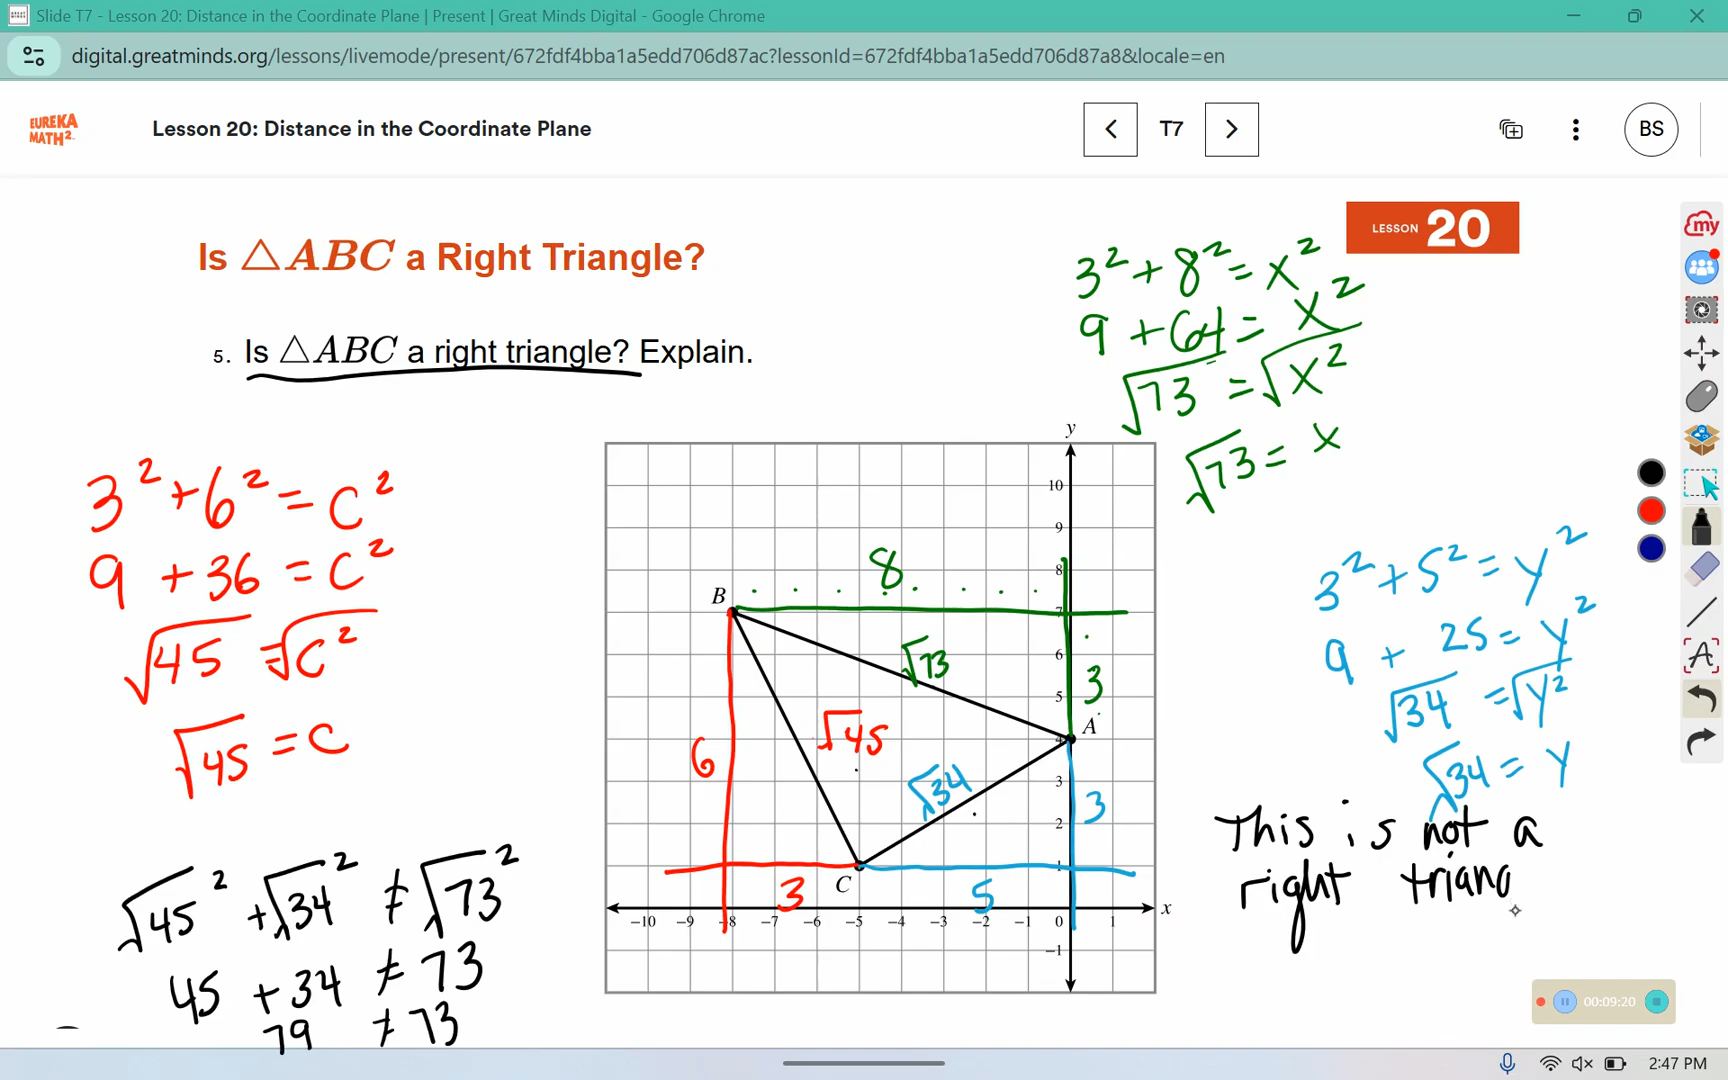 Slide T7 - Lesson 20: Distance in the Coordinate Plane | Present | Great Minds Digital - Google Chrome
digital.greatminds.org/lessons/livemode/present/672fdf4bba1a5edd706d87ac?lessonId=672fdf4bba1a5edd706d87a8&locale=en
EUREKA
MATH²
Lesson 20: Distance in the Coordinate Plane
T7
BS
LESSON 20
Is △ABC a Right Triangle?
5. Is △ABC a right triangle? Explain.
3² + 8² = x²
9 + 64 = x²
√73 = √x²
√73 = x
3² + 6² = C²
9 + 36 = C²
√45 = √C²
√45 = C
√45² + √34² ≠ √73²
45 + 34 ≠ 73
79 ≠ 73
y
10
9
8
7
6
5
4
3
2
1
−1
B
8
√73
3
A
6
√45
√34
3
C
3
5
−10 −9 −8 −7 −6 −5 −4 −3 −2 −1 0 1 x
3² + 5² = y²
9 + 25 = y²
√34 = √y²
√34 = y
This is not a
right triang
my
A
00:09:20
2:47 PM